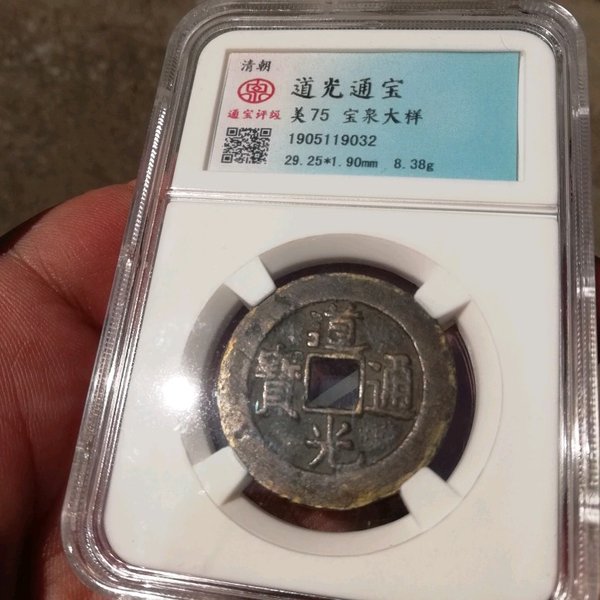 清朝
通宝评级
道光通宝
美75 宝泉大样
1905119032
29.25*1.90mm 8.38g
道
寶 通
光